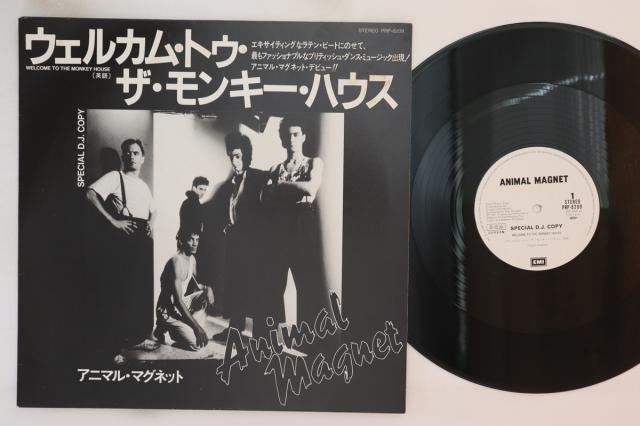 STEREO PRP-8209
ウェルカム・トゥ・
WELCOME TO THE MONKEY HOUSE
(英語)
ザ・モンキー・ハウス
エキサイティングなラテン・ビートにのせて、
最もファッショナブルなブリティッシュ・ダンス・ミュージック出現!
アニマル・マグネット・デビュー!!
SPECIAL D.J. COPY
アニマル・マグネット
Animal
Magnet
ANIMAL MAGNET
1
STEREO
PRP-8209
SPECIAL D.J. COPY
WELCOME TO THE MONKEY HOUSE
EMI